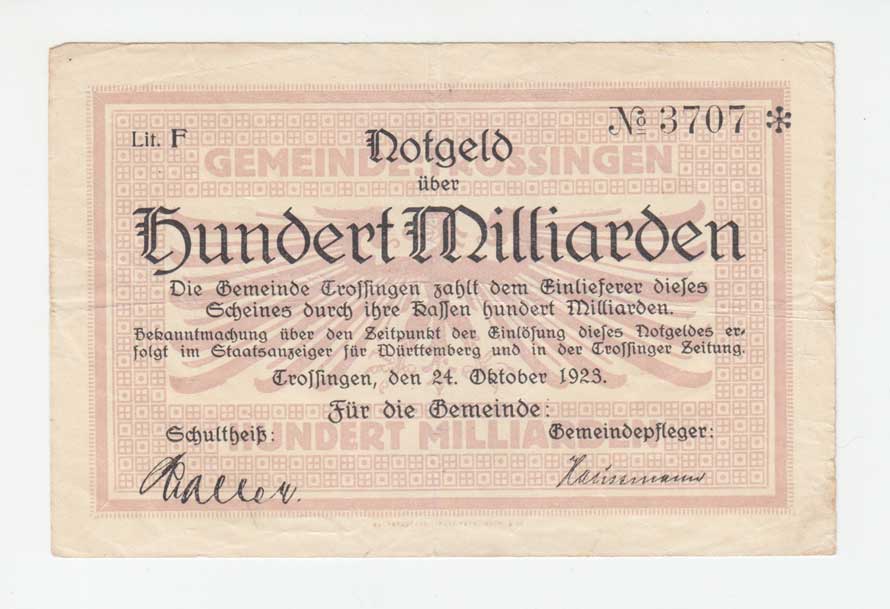 Lit. F
№ 3707 *
Notgeld
GEMEINDE TROSSINGEN
über
Hundert Milliarden
Die Gemeinde Trossingen zahlt dem Einlieferer dieses
Scheines durch ihre Kassen hundert Milliarden.
Bekanntmachung über den Zeitpunkt der Einlösung dieses Notgeldes er-
folgt im Staatsanzeiger für Württemberg und in der Trossinger Zeitung.
Trossingen, den 24. Oktober 1923.
Für die Gemeinde:
Schultheiß:
Gemeindepfleger:
HUNDERT MILLIARDEN
Haussmann